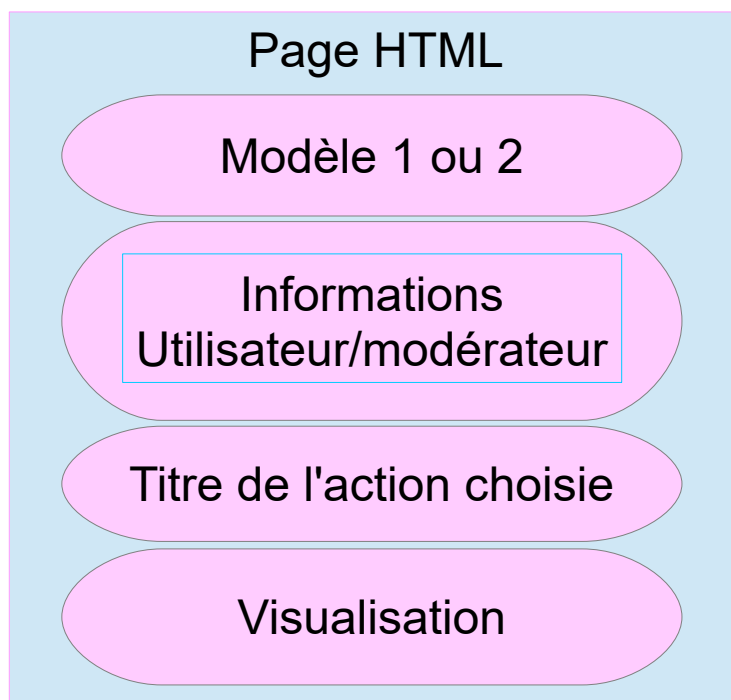 Page HTML
Modèle 1 ou 2
Informations
Utilisateur/modérateur
Titre de l'action choisie
Visualisation